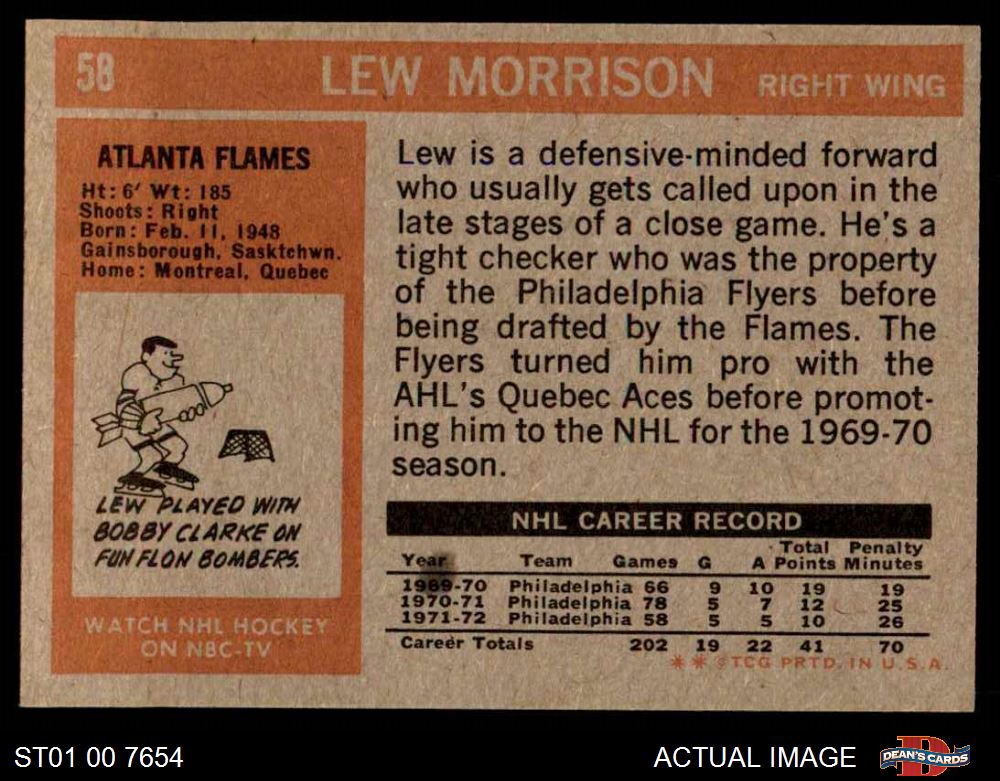 58 LEW MORRISON RIGHT WING
ATLANTA FLAMES
Ht: 6' Wt: 185
Shoots: Right
Born: Feb. 11, 1948
Gainsborough, Sasktchwn.
Home: Montreal, Quebec
LEW PLAYED WITH
BOBBY CLARKE ON
FUN FLON BOMBERS.
WATCH NHL HOCKEY
ON NBC-TV
Lew is a defensive-minded forward
who usually gets called upon in the
late stages of a close game. He's a
tight checker who was the property
of the Philadelphia Flyers before
being drafted by the Flames. The
Flyers turned him pro with the
AHL's Quebec Aces before promot-
ing him to the NHL for the 1969-70
season.
NHL CAREER RECORD
Total Penalty
Year Team Games G A Points Minutes
1969-70 Philadelphia 66 9 10 19 19
1970-71 Philadelphia 78 5 7 12 25
1971-72 Philadelphia 58 5 5 10 26
Career Totals 202 19 22 41 70
* * © TCG PRTD. IN U.S.A.
ST01 00 7654 ACTUAL IMAGE DEAN'S CARDS